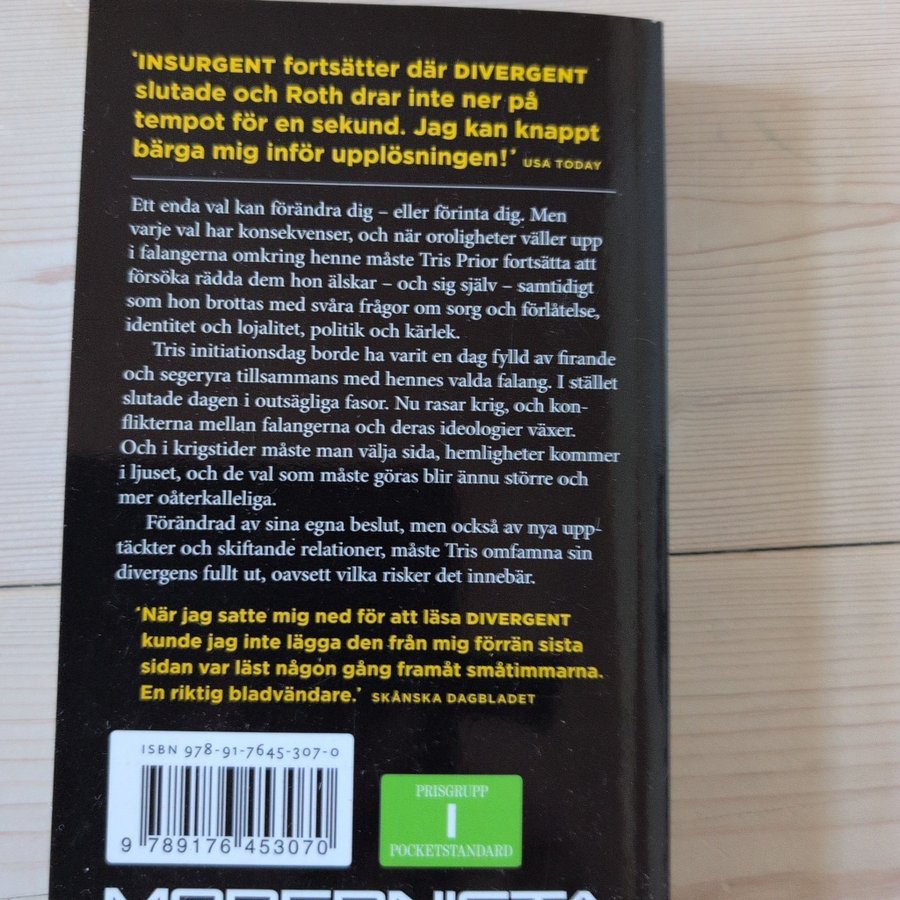 'INSURGENT fortsätter där DIVERGENT
slutade och Roth drar inte ner på
tempot för en sekund. Jag kan knappt
bärga mig inför upplösningen!' USA TODAY
Ett enda val kan förändra dig – eller förinta dig. Men
varje val har konsekvenser, och när oroligheter väller upp
i falangerna omkring henne måste Tris Prior fortsätta att
försöka rädda dem hon älskar – och sig själv – samtidigt
som hon brottas med svåra frågor om sorg och förlåtelse,
identitet och lojalitet, politik och kärlek.
Tris initiationsdag borde ha varit en dag fylld av firande
och segeryra tillsammans med hennes valda falang. I stället
slutade dagen i outsägliga fasor. Nu rasar krig, och kon-
flikterna mellan falangerna och deras ideologier växer.
Och i krigstider måste man välja sida, hemligheter kommer
i ljuset, och de val som måste göras blir ännu större och
mer oåterkalleliga.
Förändrad av sina egna beslut, men också av nya upp-
täckter och skiftande relationer, måste Tris omfamna sin
divergens fullt ut, oavsett vilka risker det innebär.
'När jag satte mig ned för att läsa DIVERGENT
kunde jag inte lägga den från mig förrän sista
sidan var läst någon gång framåt småtimmarna.
En riktig bladvändare.' SKÅNSKA DAGBLADET
ISBN 978-91-7645-307-0
9 789176 453070
PRISGRUPP
I
POCKETSTANDARD
MODERNISTA